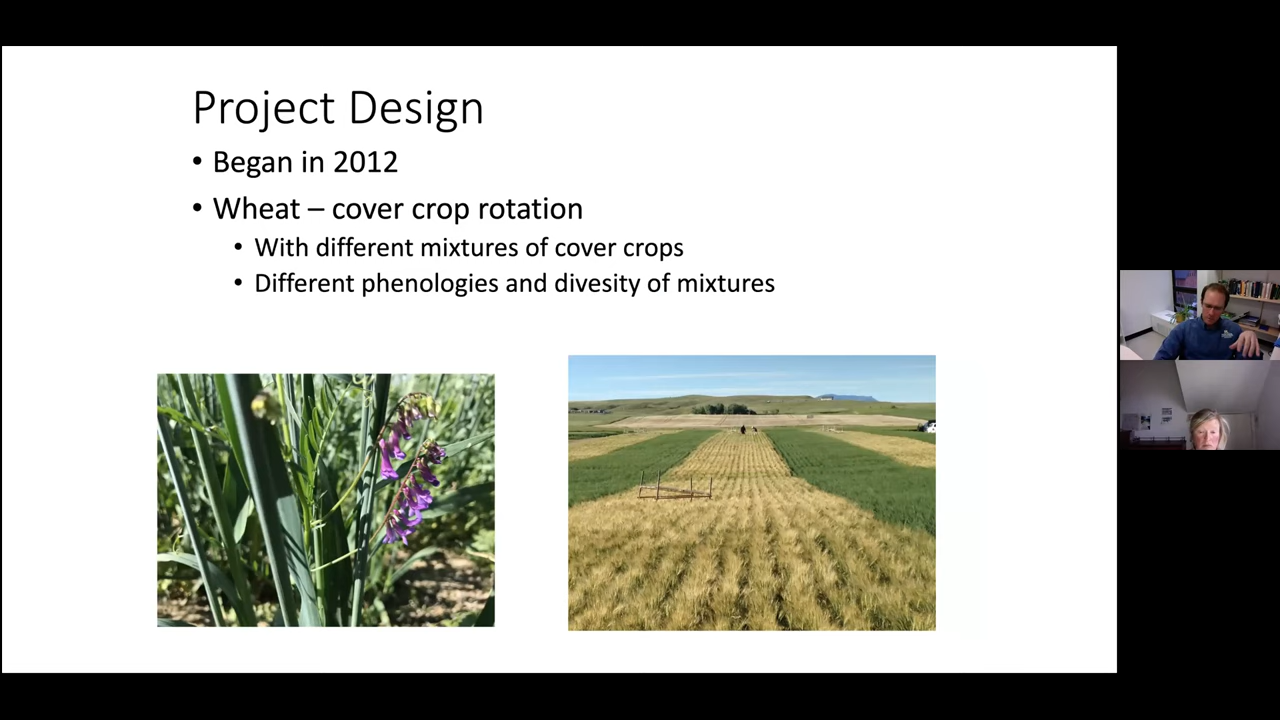 Project Design
• Began in 2012
• Wheat – cover crop rotation
• With different mixtures of cover crops
• Different phenologies and divesity of mixtures